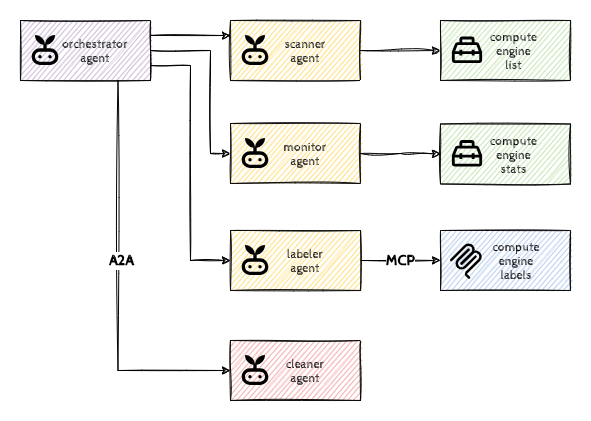 orchestrator
agent
scanner
agent
compute
engine
list
monitor
agent
compute
engine
stats
A2A
labeler
agent
MCP
compute
engine
labels
cleaner
agent